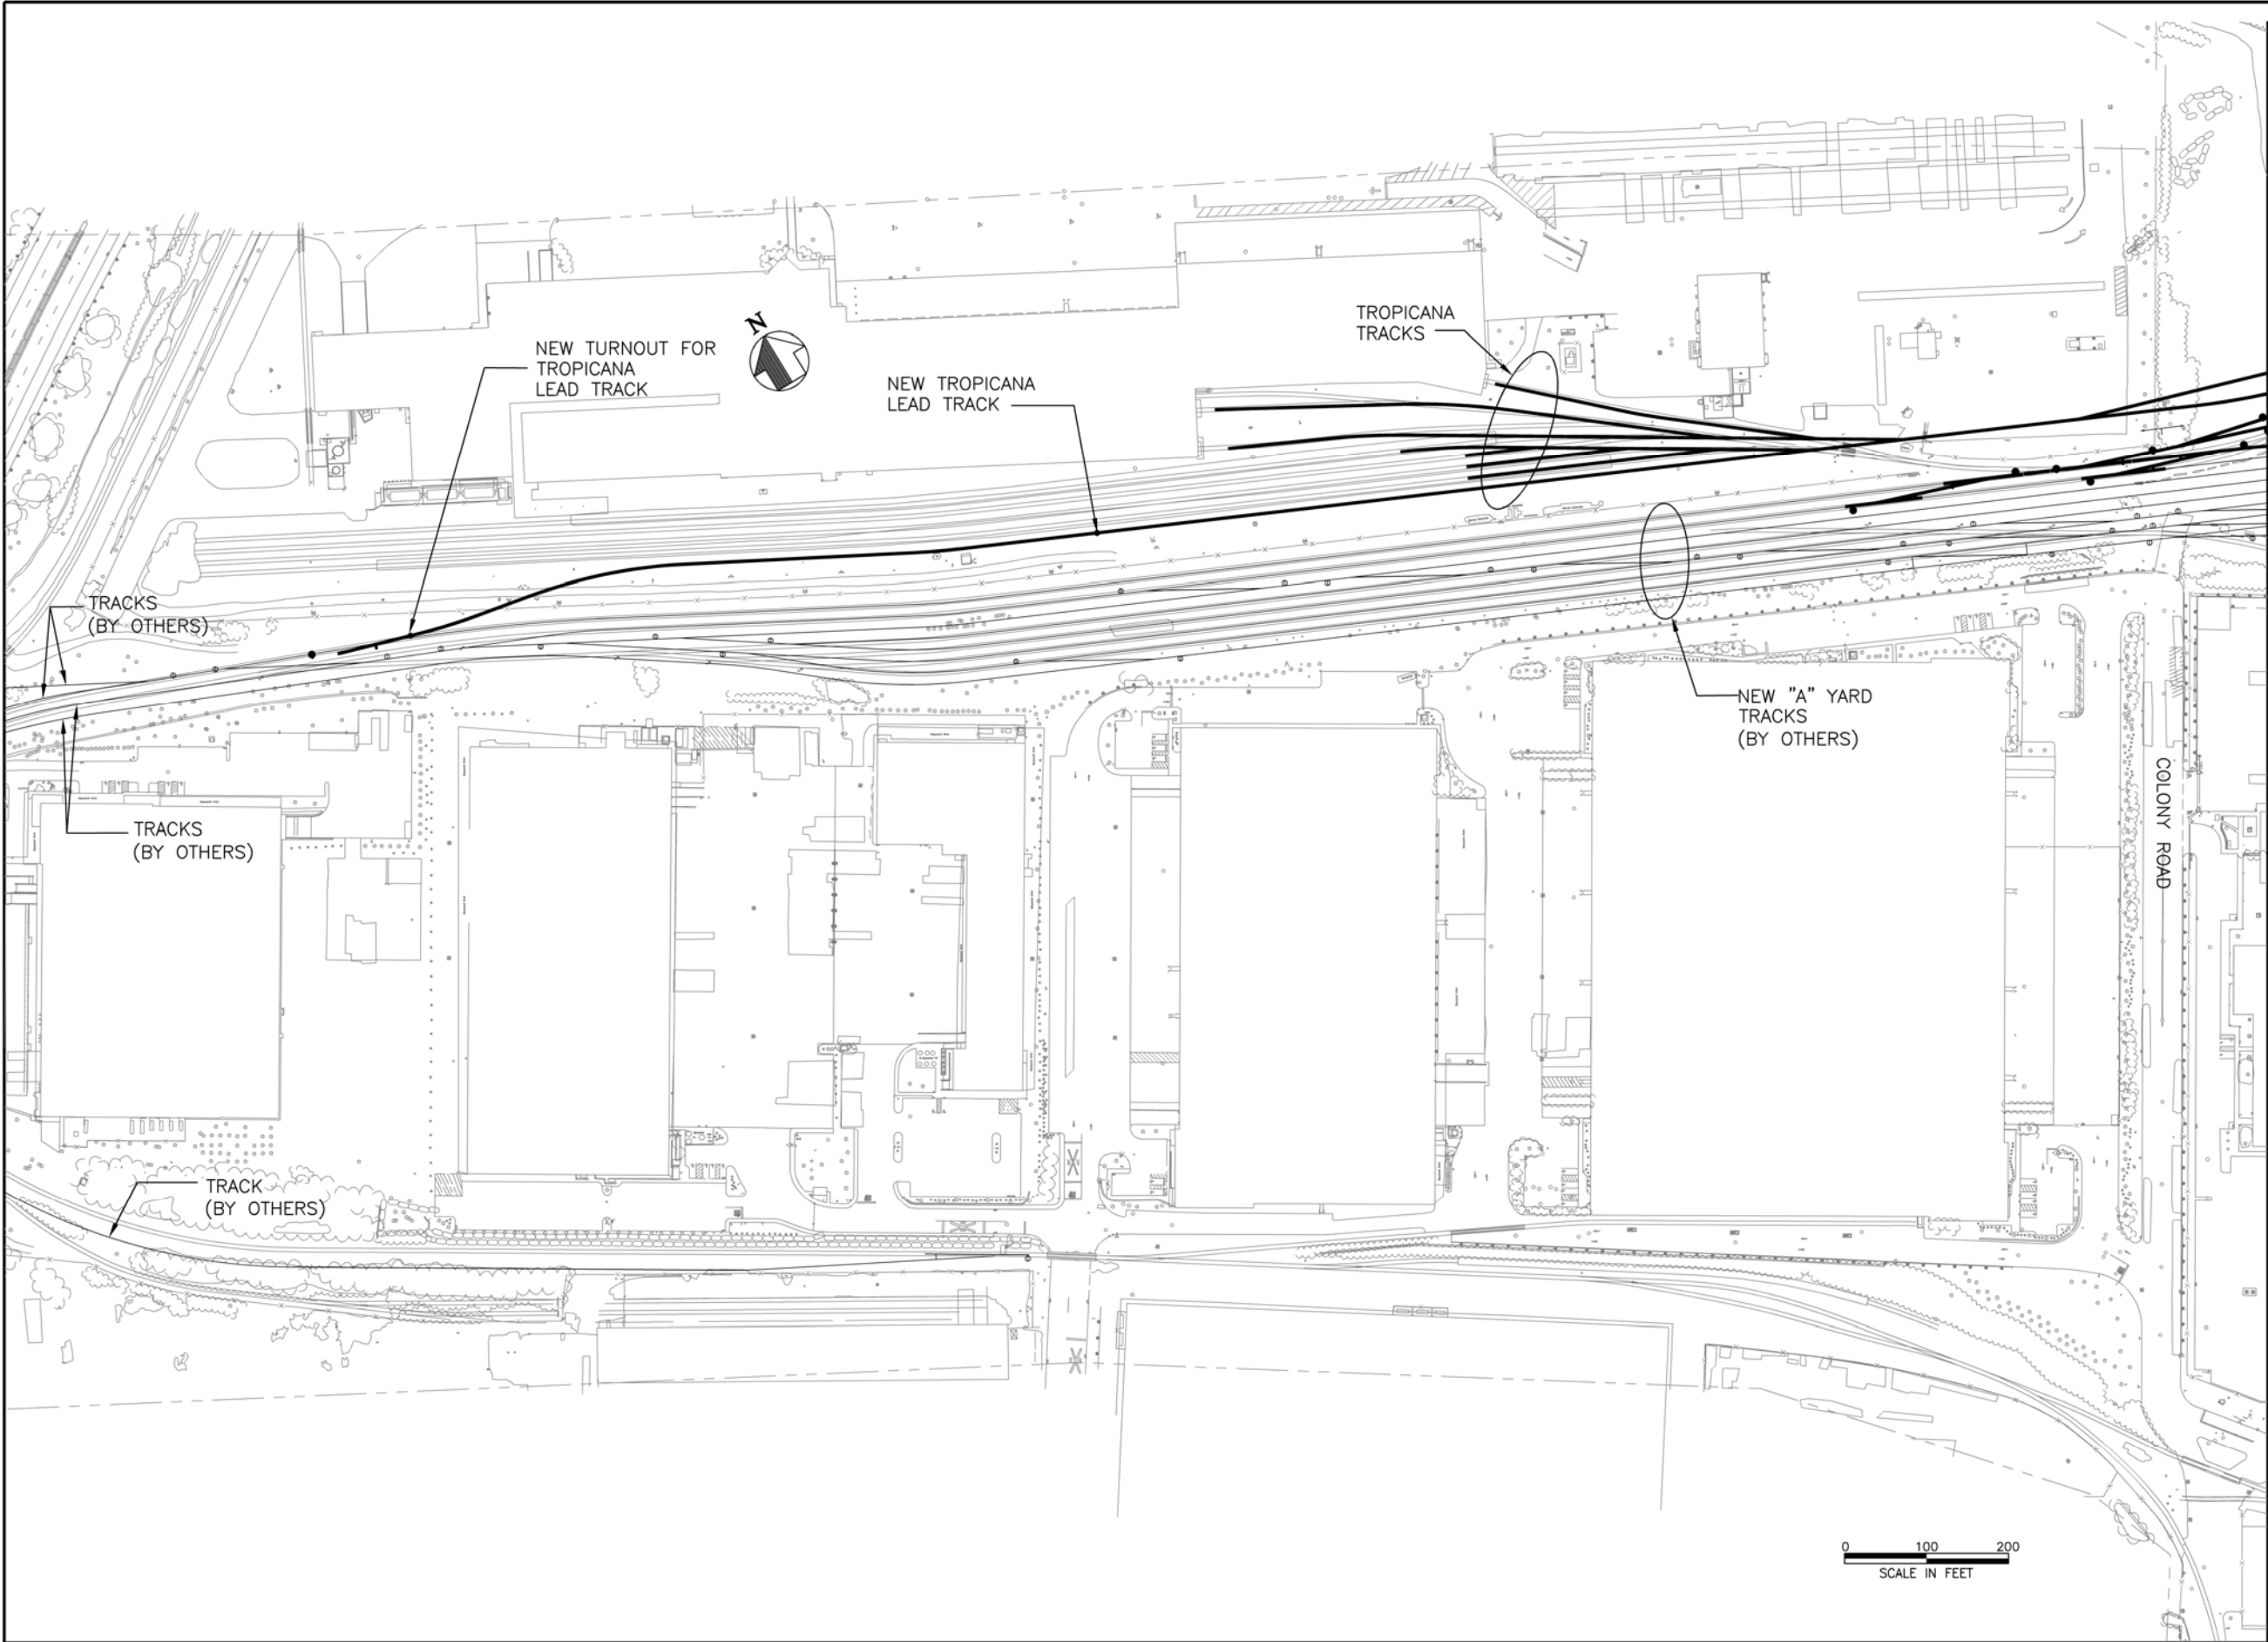 N
TROPICANA
TRACKS
NEW TURNOUT FOR
TROPICANA
LEAD TRACK
NEW TROPICANA
LEAD TRACK
TRACKS
(BY OTHERS)
NEW "A" YARD
TRACKS
(BY OTHERS)
COLONY ROAD
TRACKS
(BY OTHERS)
TRACK
(BY OTHERS)
0 100 200
SCALE IN FEET